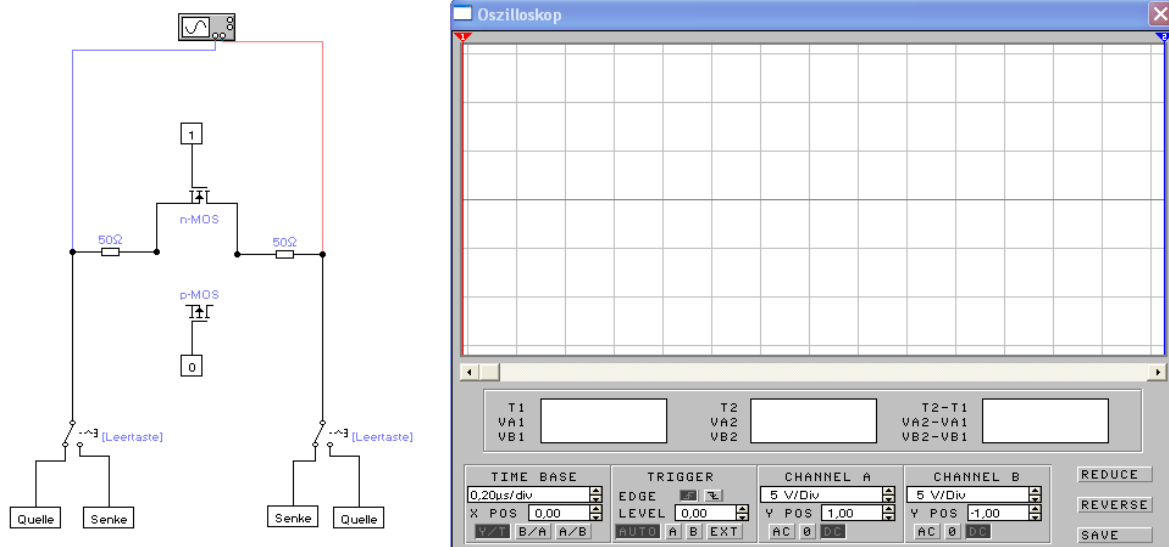 1
n-MOS
50Ω
50Ω
p-MOS
0
[Leertaste]
[Leertaste]
Quelle
Senke
Senke
Quelle
Oszilloskop
1
2
T1
VA1
VB1
T2
VA2
VB2
T2-T1
VA2-VA1
VB2-VB1
TIME BASE
0,20µs/div
X POS 0,00
Y/T B/A A/B
TRIGGER
EDGE
LEVEL 0,00
AUTO A B EXT
CHANNEL A
5 V/Div
Y POS 1,00
AC 0 DC
CHANNEL B
5 V/Div
Y POS -1,00
AC 0 DC
REDUCE
REVERSE
SAVE